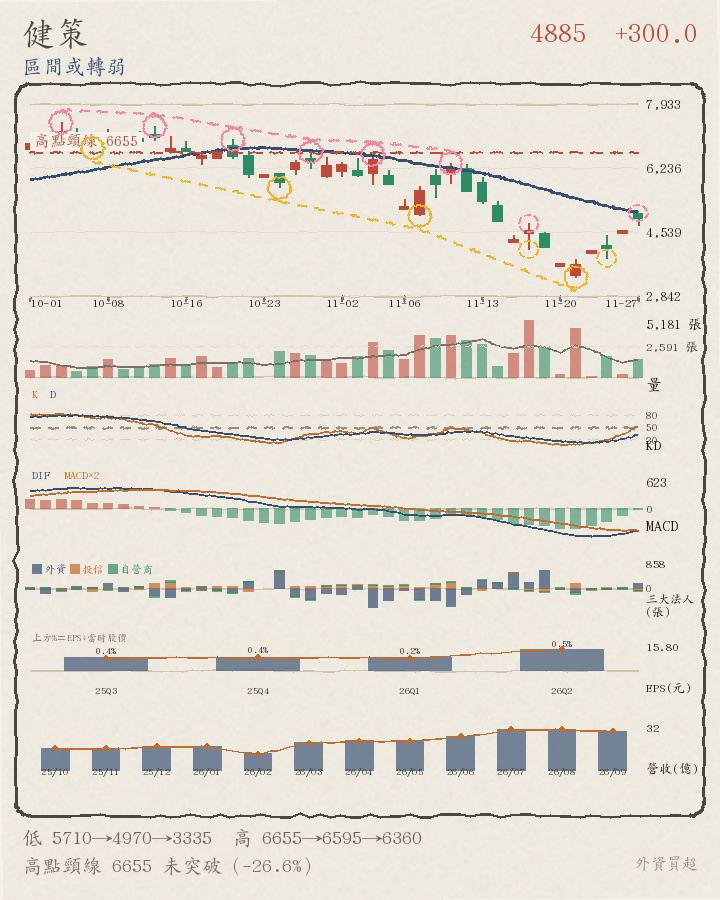 健策
4885 +300.0
區間或轉弱
7,933
高點頸線 6655
6,236
4,539
2,842
10-01 10-08 10-16 10-23 11-02 11-06 11-13 11-20 11-27
5,181 張
2,591 張
量
K D
80
50
20
KD
DIF MACD×2
623
0
MACD
外資 投信 自營商
858
0
三大法人
(張)
上方%=EPS÷當時股價
0.4% 0.4% 0.2% 0.5%
15.80
25Q3 25Q4 26Q1 26Q2
EPS(元)
32
25/10 25/11 25/12 26/01 26/02 26/03 26/04 26/05 26/06 26/07 26/08 26/09
營收(億)
低 5710→4970→3335 高 6655→6595→6360
高點頸線 6655 未突破 (-26.6%)
外資買超